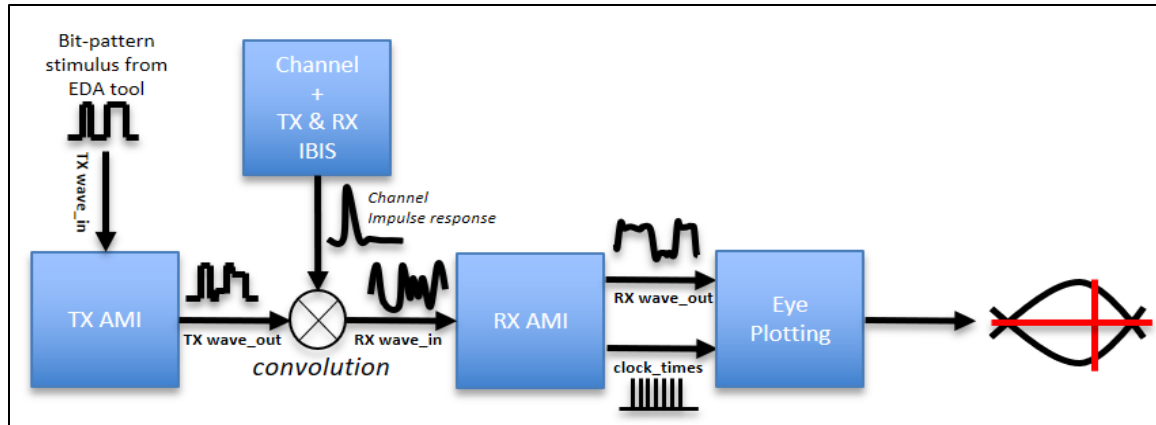 Bit-pattern
stimulus from
EDA tool
TX wave_in
Channel
+
TX & RX
IBIS
Channel
Impulse response
TX AMI
TX wave_out
convolution
RX wave_in
RX AMI
RX wave_out
clock_times
Eye
Plotting